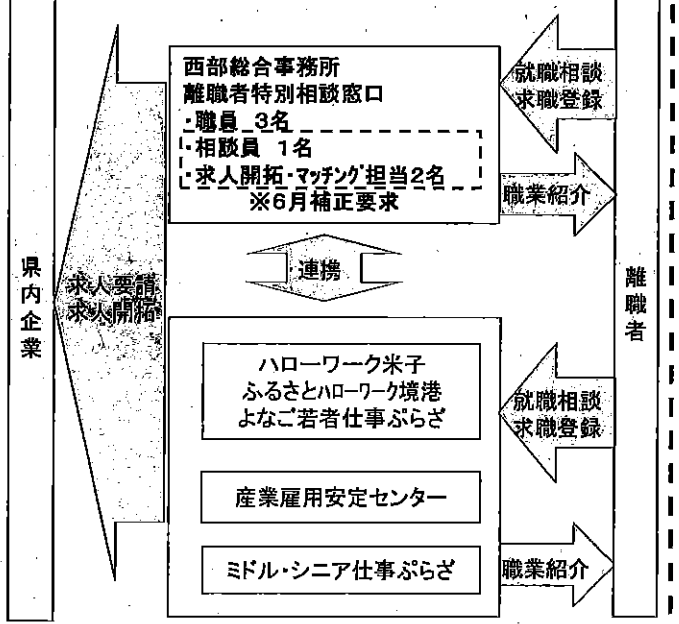 県内企業
求人要請
求人開拓
西部総合事務所
離職者特別相談窓口
・職員 3名
・相談員 1名
・求人開拓・マッチング担当2名
※6月補正要求
就職相談
求職登録
職業紹介
連携
ハローワーク米子
ふるさとハローワーク境港
よなご若者仕事ぷらざ
産業雇用安定センター
ミドル・シニア仕事ぷらざ
就職相談
求職登録
職業紹介
離職者